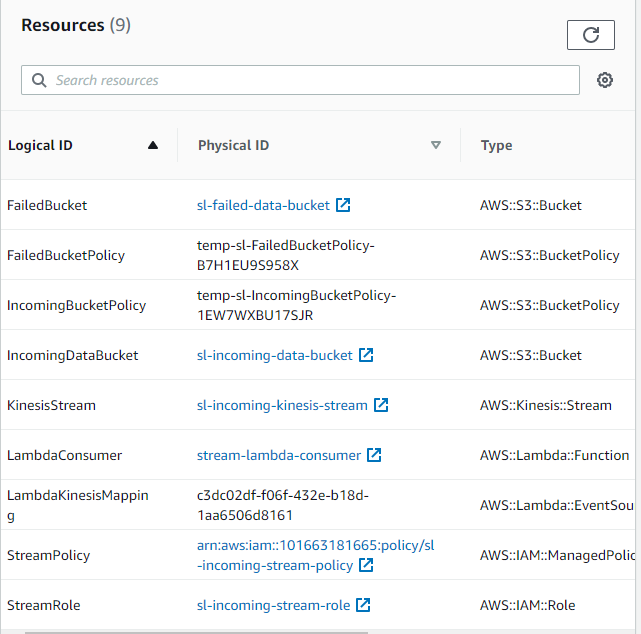 Resources (9)
Search resources
Logical ID Physical ID Type
FailedBucket sl-failed-data-bucket AWS::S3::Bucket
FailedBucketPolicy temp-sl-FailedBucketPolicy- AWS::S3::BucketPolicy
B7H1EU9S958X
IncomingBucketPolicy temp-sl-IncomingBucketPolicy- AWS::S3::BucketPolicy
1EW7WXBU17SJR
IncomingDataBucket sl-incoming-data-bucket AWS::S3::Bucket
KinesisStream sl-incoming-kinesis-stream AWS::Kinesis::Stream
LambdaConsumer stream-lambda-consumer AWS::Lambda::Function
LambdaKinesisMappin c3dc02df-f06f-432e-b18d- AWS::Lambda::EventSou
g 1aa6506d8161
StreamPolicy arn:aws:iam::101663181665:policy/sl AWS::IAM::ManagedPolic
-incoming-stream-policy
StreamRole sl-incoming-stream-role AWS::IAM::Role